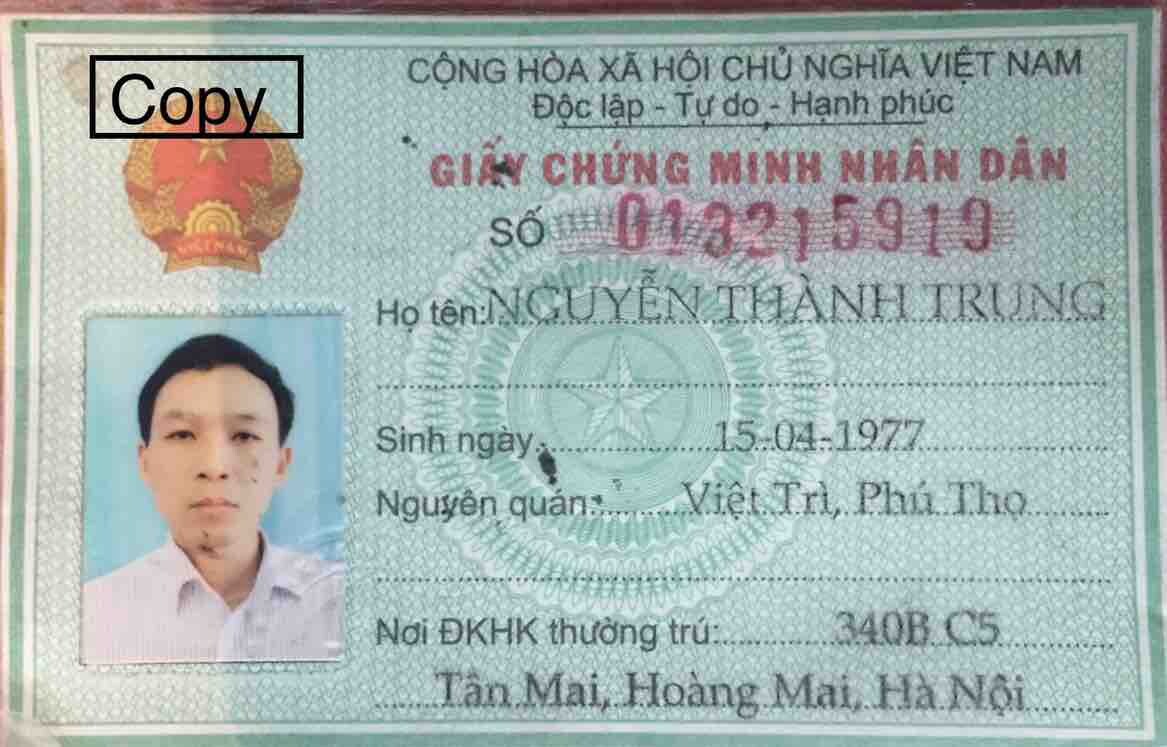 Copy
CỘNG HÒA XÃ HỘI CHỦ NGHĨA VIỆT NAM
Độc lập - Tự do - Hạnh phúc
GIẤY CHỨNG MINH NHÂN DÂN
SỐ 013215919
VIỆT NAM
Họ tên: NGUYỄN THÀNH TRUNG
Sinh ngày 15-04-1977
Nguyên quán: Việt Trì, Phú Thọ
Nơi ĐKHK thường trú: 340B C5
Tân Mai, Hoàng Mai, Hà Nội